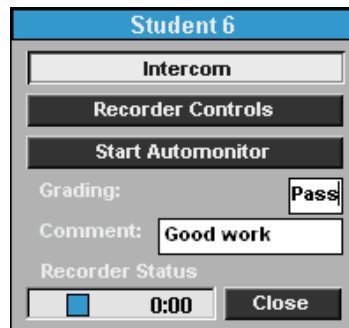 Student 6
Intercom
Recorder Controls
Start Automonitor
Grading: Pass
Comment: Good work
Recorder Status
0:00 Close